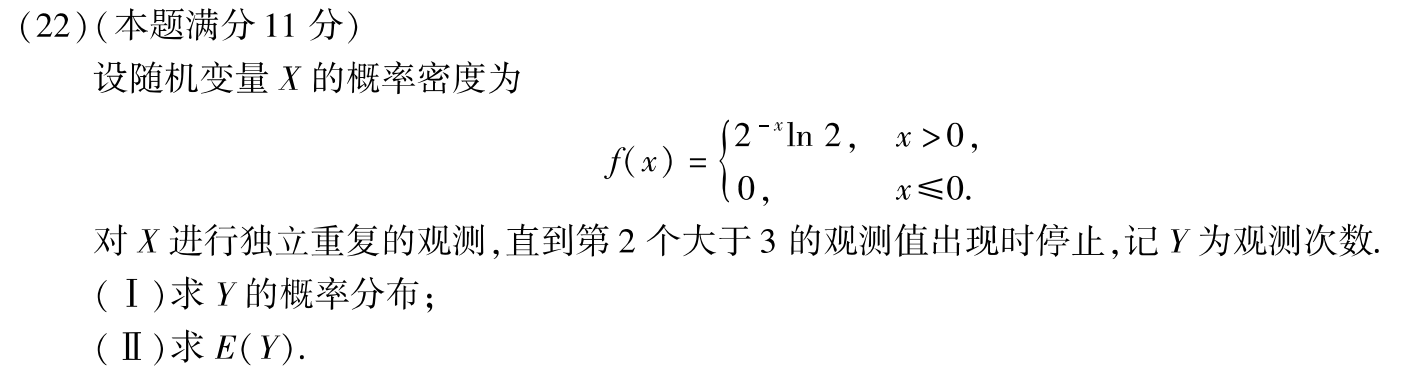 (22)(本题满分 11 分)
设随机变量 X 的概率密度为
f(x) = { 2^{-x} ln 2, x > 0,
0, x ≤ 0.
对 X 进行独立重复的观测,直到第 2 个大于 3 的观测值出现时停止,记 Y 为观测次数.
(Ⅰ)求 Y 的概率分布;
(Ⅱ)求 E(Y).